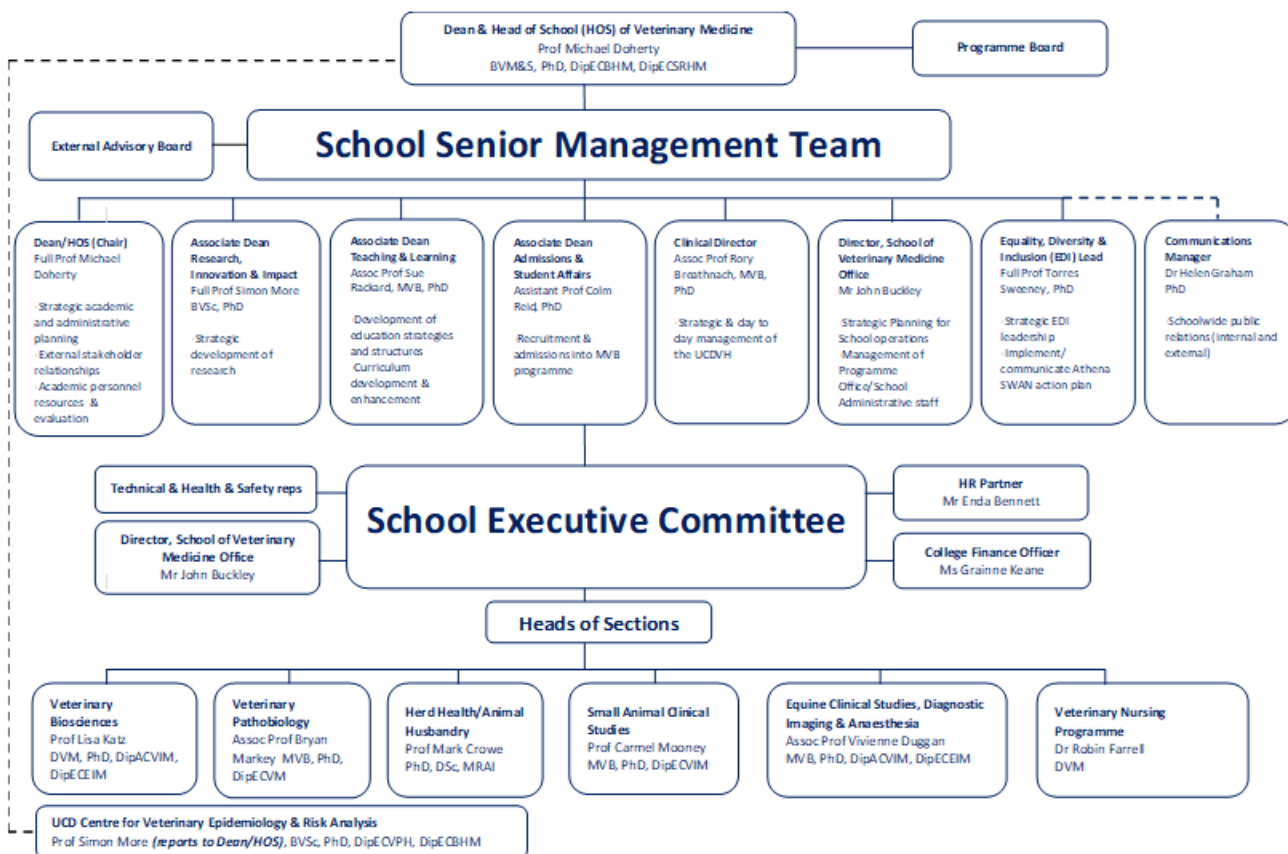 Dean & Head of School (HOS) of Veterinary Medicine
Prof Michael Doherty
BVM&S, PhD, DipECBHM, DipECSRHM
Programme Board
External Advisory Board
School Senior Management Team
Dean/HOS (Chair)
Full Prof Michael
Doherty
·Strategic academic
and administrative
planning
·External stakeholder
relationships
·Academic personnel
resources &
evaluation
Associate Dean
Research,
Innovation & Impact
Full Prof Simon More
BVSc, PhD
·Strategic
development of
research
Associate Dean
Teaching & Learning
Assoc Prof Sue
Rackard, MVB, PhD
·Development of
education strategies
and structures
·Curriculum
development &
enhancement
Associate Dean
Admissions &
Student Affairs
Assistant Prof Colm
Reid, PhD
·Recruitment &
admissions into MVB
programme
Clinical Director
Assoc Prof Rory
Breathnach, MVB,
PhD
·Strategic & day to
day management of
the UCDVH
Director, School of
Veterinary Medicine
Office
Mr John Buckley
·Strategic Planning for
School operations
·Management of
Programme
Office/School
Administrative staff
Equality, Diversity &
Inclusion (EDI) Lead
Full Prof Torres
Sweeney, PhD
·Strategic EDI
leadership
·Implement/
communicate Athena
SWAN action plan
Communications
Manager
Dr Helen Graham
PhD
·Schoolwide public
relations (internal and
external)
Technical & Health & Safety reps
Director, School of Veterinary
Medicine Office
Mr John Buckley
School Executive Committee
HR Partner
Mr Enda Bennett
College Finance Officer
Ms Grainne Keane
Heads of Sections
Veterinary
Biosciences
Prof Lisa Katz
DVM, PhD, DipACVIM,
DipECEIM
Veterinary
Pathobiology
Assoc Prof Bryan
Markey MVB, PhD,
DipECVM
Herd Health/Animal
Husbandry
Prof Mark Crowe
PhD, DSc, MRAI
Small Animal Clinical
Studies
Prof Carmel Mooney
MVB, PhD, DipECVIM
Equine Clinical Studies, Diagnostic
Imaging & Anaesthesia
Assoc Prof Vivienne Duggan
MVB, PhD, DipACVIM, DipECEIM
Veterinary Nursing
Programme
Dr Robin Farrell
DVM
UCD Centre for Veterinary Epidemiology & Risk Analysis
Prof Simon More (reports to Dean/HOS), BVSc, PhD, DipECVPH, DipECBHM